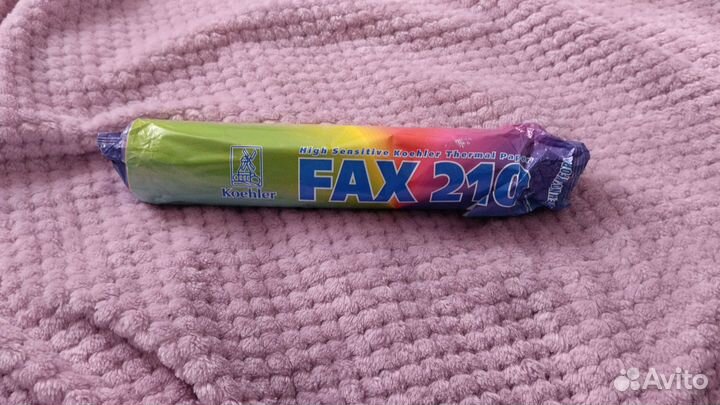 High Sensitive Koehler Thermal Paper
FAX 210
Koehler
Avito